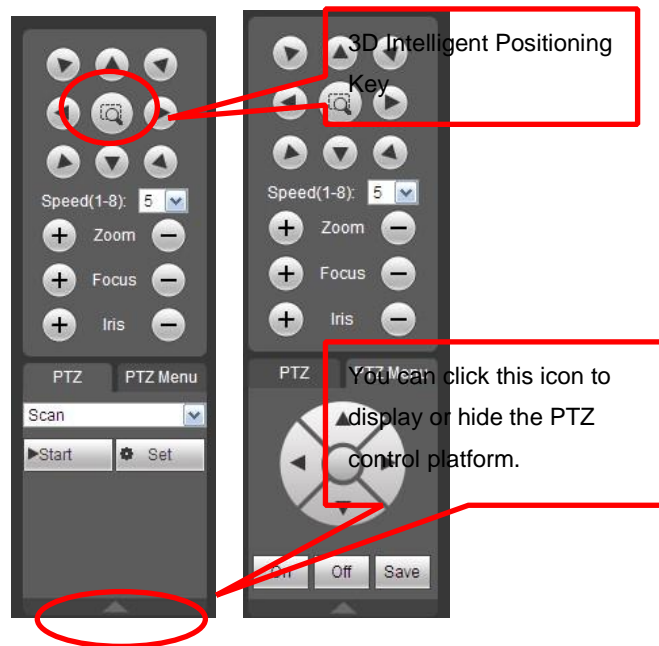 3D Intelligent Positioning
Key
Speed(1-8): 5
Zoom
Focus
Iris
PTZ PTZ Menu
Scan
Start Set
Speed(1-8): 5
Zoom
Focus
Iris
PTZ PTZ Menu
You can click this icon to
display or hide the PTZ
control platform.
On Off Save